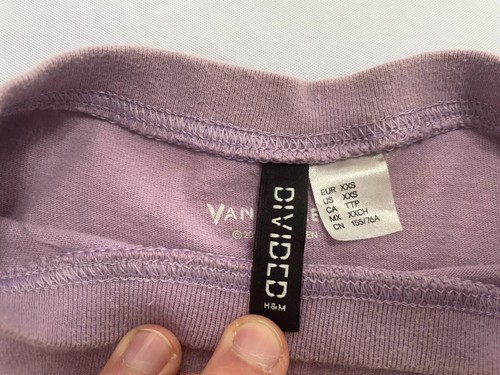 VAN
DIVIDED
H&M
EUR XXS
US XXS
CA TTP
MX XXCH
CN 155/76A